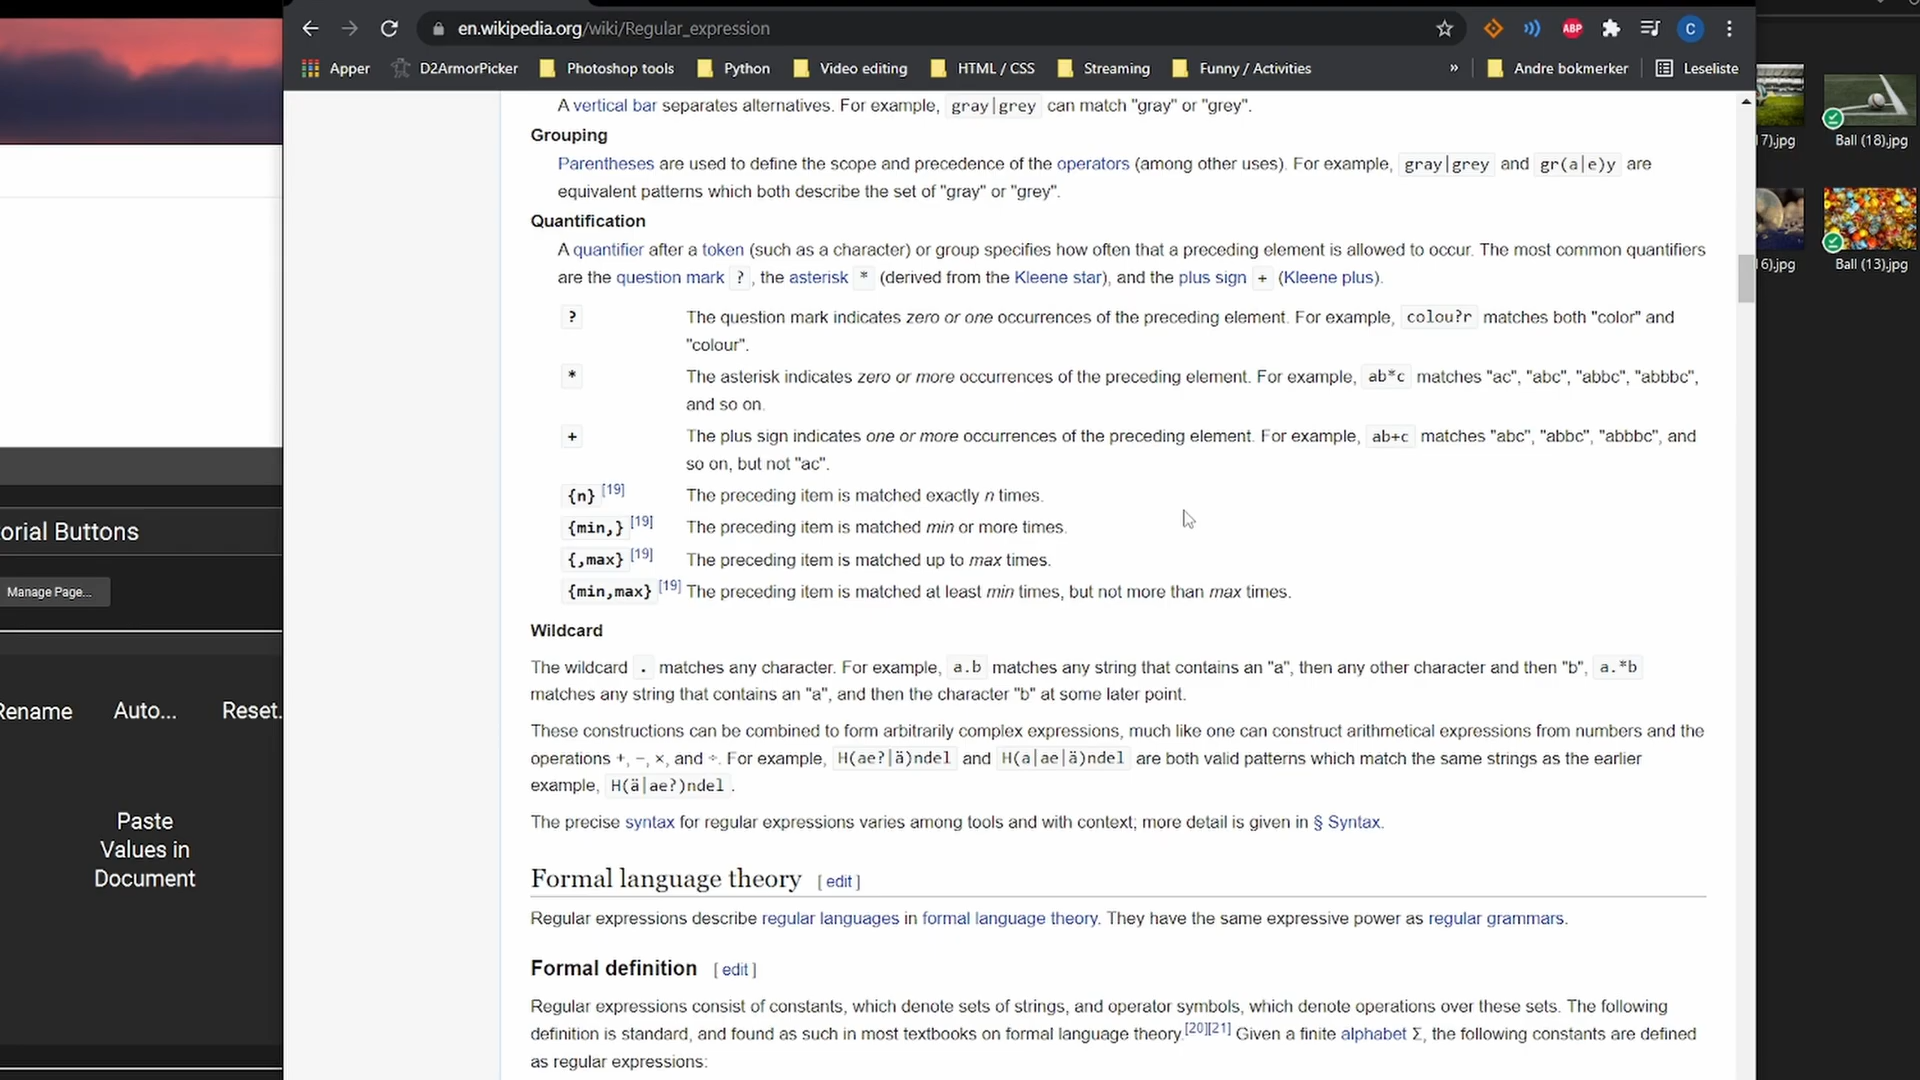 en.wikipedia.org/wiki/Regular_expression
ABP
C
Apper D2ArmorPicker Photoshop tools Python Video editing HTML / CSS Streaming Funny / Activities » Andre bokmerker Leseliste
A vertical bar separates alternatives. For example, gray|grey can match "gray" or "grey".
Grouping
Parentheses are used to define the scope and precedence of the operators (among other uses). For example, gray|grey and gr(a|e)y are
equivalent patterns which both describe the set of "gray" or "grey".
Quantification
A quantifier after a token (such as a character) or group specifies how often that a preceding element is allowed to occur. The most common quantifiers
are the question mark ? , the asterisk * (derived from the Kleene star), and the plus sign + (Kleene plus).
? The question mark indicates zero or one occurrences of the preceding element. For example, colou?r matches both "color" and
"colour".
* The asterisk indicates zero or more occurrences of the preceding element. For example, ab*c matches "ac", "abc", "abbc", "abbbc",
and so on.
+ The plus sign indicates one or more occurrences of the preceding element. For example, ab+c matches "abc", "abbc", "abbbc", and
so on, but not "ac".
{n} [19] The preceding item is matched exactly n times.
{min,} [19] The preceding item is matched min or more times.
{,max} [19] The preceding item is matched up to max times.
{min,max} [19] The preceding item is matched at least min times, but not more than max times.
Wildcard
The wildcard . matches any character. For example, a.b matches any string that contains an "a", then any other character and then "b", a.*b
matches any string that contains an "a", and then the character "b" at some later point.
These constructions can be combined to form arbitrarily complex expressions, much like one can construct arithmetical expressions from numbers and the
operations +, −, ×, and ÷. For example, H(ae?|ä)ndel and H(a|ae|ä)ndel are both valid patterns which match the same strings as the earlier
example, H(ä|ae?)ndel .
The precise syntax for regular expressions varies among tools and with context; more detail is given in § Syntax.
Formal language theory [ edit ]
Regular expressions describe regular languages in formal language theory. They have the same expressive power as regular grammars.
Formal definition [ edit ]
Regular expressions consist of constants, which denote sets of strings, and operator symbols, which denote operations over these sets. The following
definition is standard, and found as such in most textbooks on formal language theory.[20][21] Given a finite alphabet Σ, the following constants are defined
as regular expressions:
orial Buttons
Manage Page...
Rename Auto... Reset.
Paste
Values in
Document
7).jpg Ball (18).jpg
6).jpg Ball (13).jpg